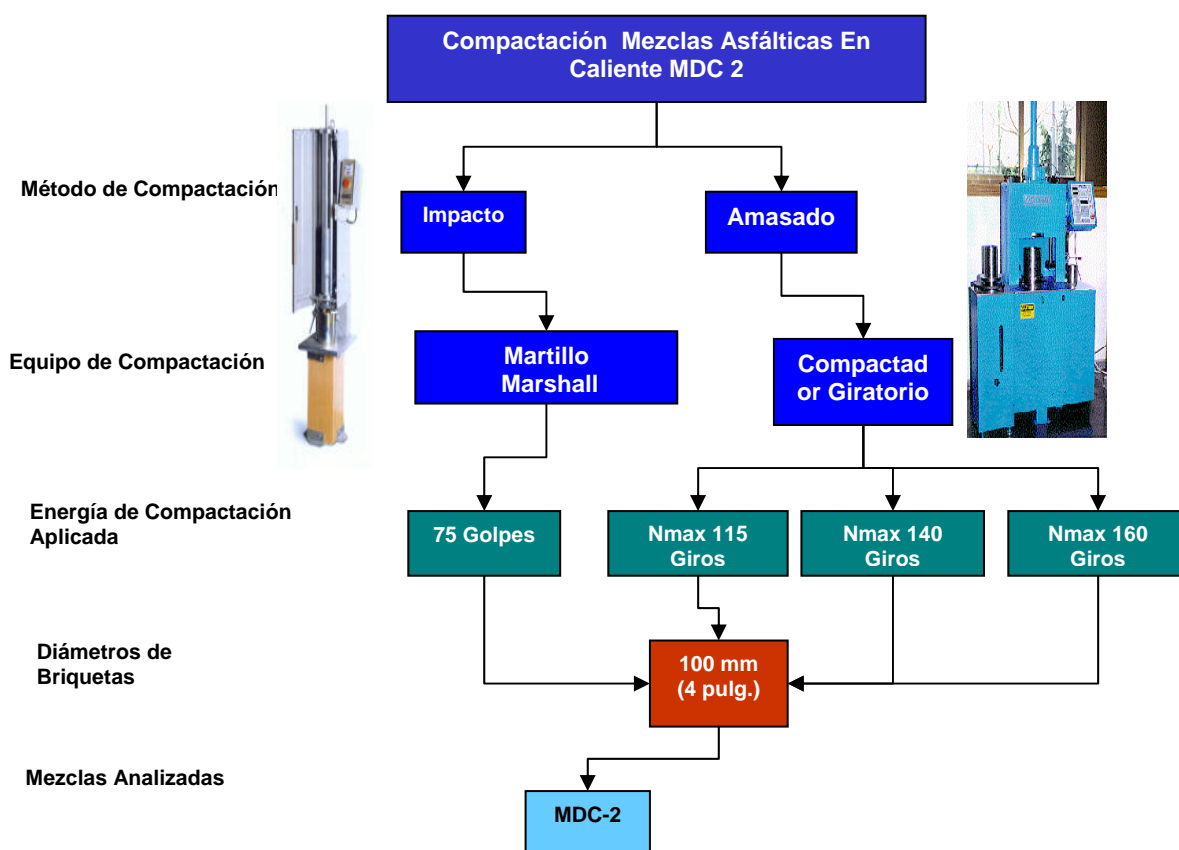 Compactación Mezclas Asfálticas En
Caliente MDC 2
Método de Compactación
Impacto
Amasado
Equipo de Compactación
Martillo
Marshall
Compactad
or Giratorio
Energía de Compactación
Aplicada
75 Golpes
Nmax 115
Giros
Nmax 140
Giros
Nmax 160
Giros
Diámetros de
Briquetas
100 mm
(4 pulg.)
Mezclas Analizadas
MDC-2